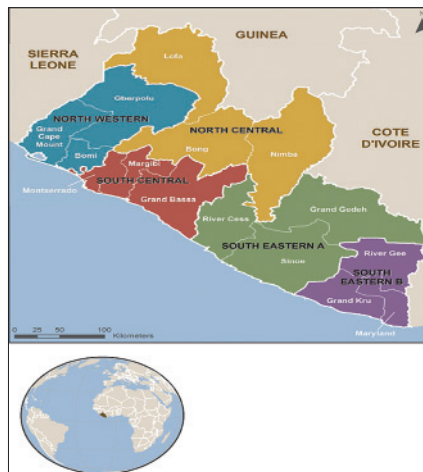 GUINEA
SIERRA
LEONE
Lofa
Gbarpolu
NORTH WESTERN
Grand
Cape
Mount
Bomi
NORTH CENTRAL
Bong
Nimba
COTE
D'IVOIRE
Margibi
Montserrado
SOUTH CENTRAL
Grand Bassa
River Cess
Grand Gedeh
SOUTH EASTERN A
Sinoe
River Gee
SOUTH
EASTERN B
Grand Kru
Maryland
0 25 50 100
Kilometers